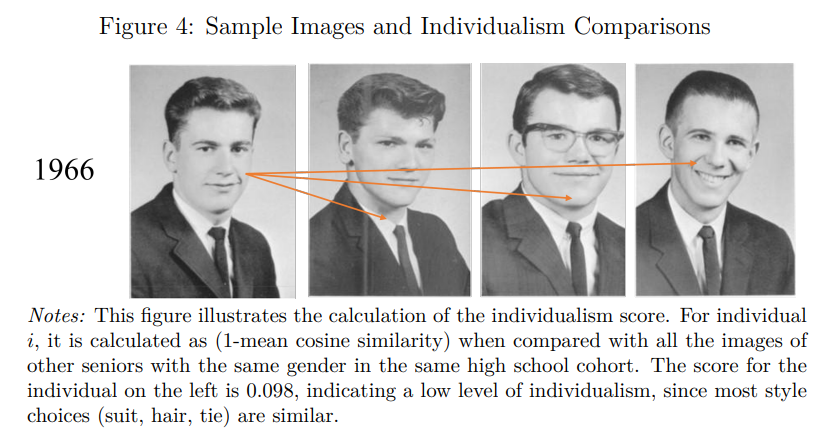 Figure 4: Sample Images and Individualism Comparisons
1966
Notes: This figure illustrates the calculation of the individualism score. For individual
i, it is calculated as (1-mean cosine similarity) when compared with all the images of
other seniors with the same gender in the same high school cohort. The score for the
individual on the left is 0.098, indicating a low level of individualism, since most style
choices (suit, hair, tie) are similar.